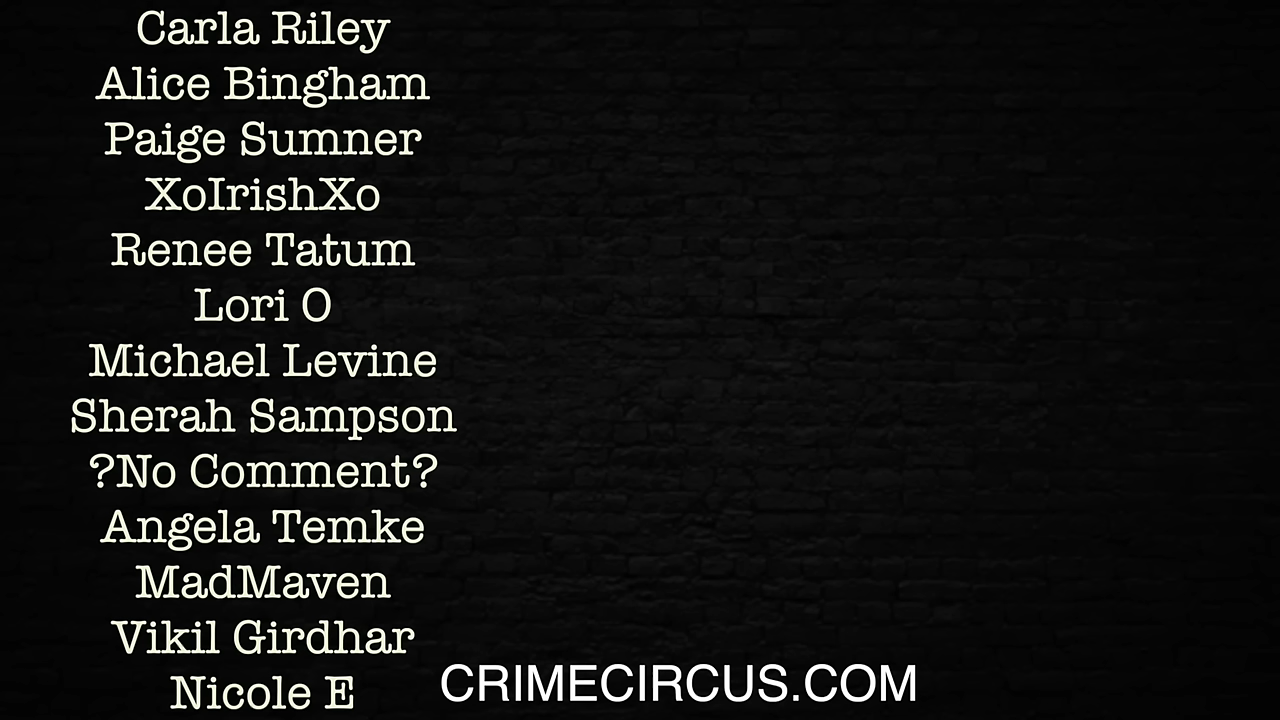 Carla Riley
Alice Bingham
Paige Sumner
XoIrishXo
Renee Tatum
Lori O
Michael Levine
Sherah Sampson
?No Comment?
Angela Temke
MadMaven
Vikil Girdhar
Nicole E
CRIMECIRCUS.COM